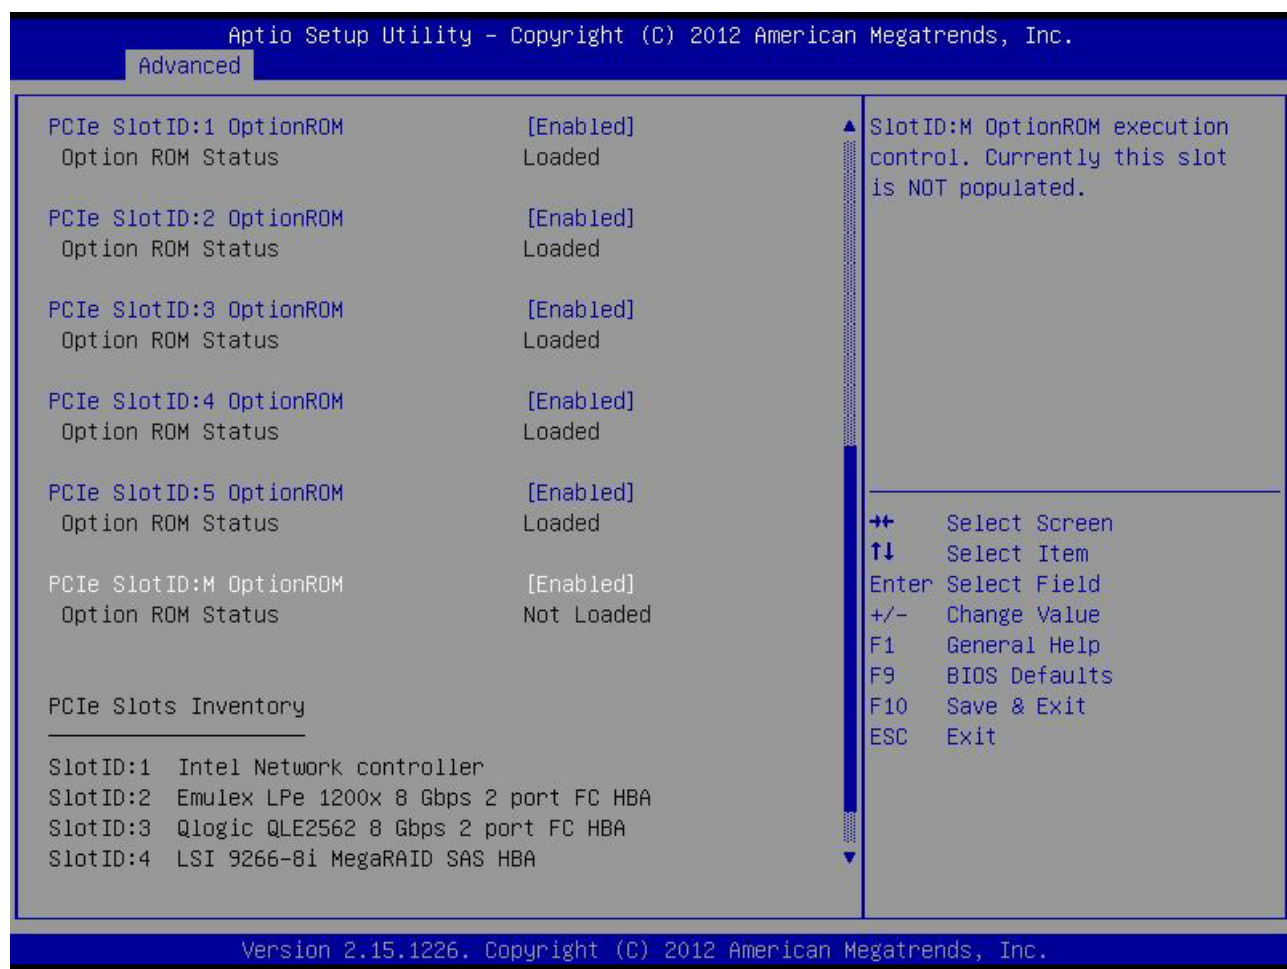 Aptio Setup Utility – Copyright (C) 2012 American Megatrends, Inc.
Advanced
PCIe SlotID:1 OptionROM [Enabled]
Option ROM Status Loaded
PCIe SlotID:2 OptionROM [Enabled]
Option ROM Status Loaded
PCIe SlotID:3 OptionROM [Enabled]
Option ROM Status Loaded
PCIe SlotID:4 OptionROM [Enabled]
Option ROM Status Loaded
PCIe SlotID:5 OptionROM [Enabled]
Option ROM Status Loaded
PCIe SlotID:M OptionROM [Enabled]
Option ROM Status Not Loaded
PCIe Slots Inventory
SlotID:1 Intel Network controller
SlotID:2 Emulex LPe 1200x 8 Gbps 2 port FC HBA
SlotID:3 Qlogic QLE2562 8 Gbps 2 port FC HBA
SlotID:4 LSI 9266-8i MegaRAID SAS HBA
SlotID:M OptionROM execution
control. Currently this slot
is NOT populated.
→← Select Screen
↑↓ Select Item
Enter Select Field
+/- Change Value
F1 General Help
F9 BIOS Defaults
F10 Save & Exit
ESC Exit
Version 2.15.1226. Copyright (C) 2012 American Megatrends, Inc.